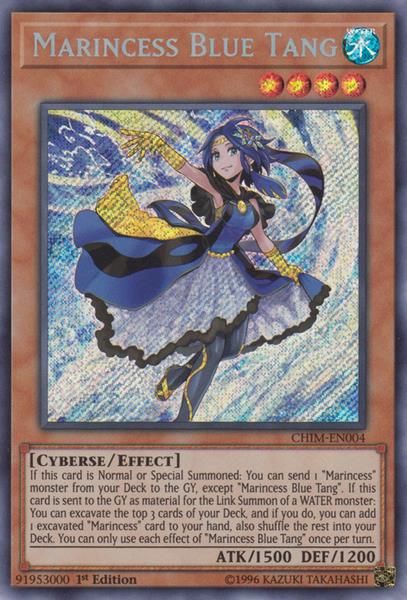 MARINCESS BLUE TANG
WATER
水
CHIM-EN004
[CYBERSE/EFFECT]
If this card is Normal or Special Summoned: You can send 1 "Marincess"
monster from your Deck to the GY, except "Marincess Blue Tang". If this
card is sent to the GY as material for the Link Summon of a WATER monster:
You can excavate the top 3 cards of your Deck, and if you do, you can add
1 excavated "Marincess" card to your hand, also shuffle the rest into your
Deck. You can only use each effect of "Marincess Blue Tang" once per turn.
ATK/1500 DEF/1200
91953000 1st Edition ©1996 KAZUKI TAKAHASHI